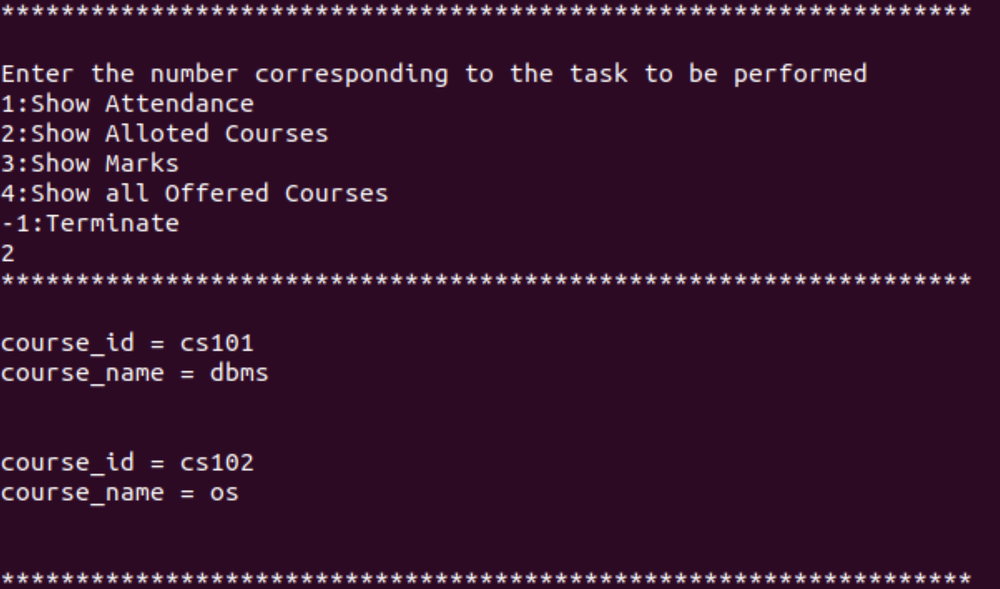 *****************************************************************
Enter the number corresponding to the task to be performed
1:Show Attendance
2:Show Alloted Courses
3:Show Marks
4:Show all Offered Courses
-1:Terminate
2
*****************************************************************
course_id = cs101
course_name = dbms
course_id = cs102
course_name = os
*****************************************************************